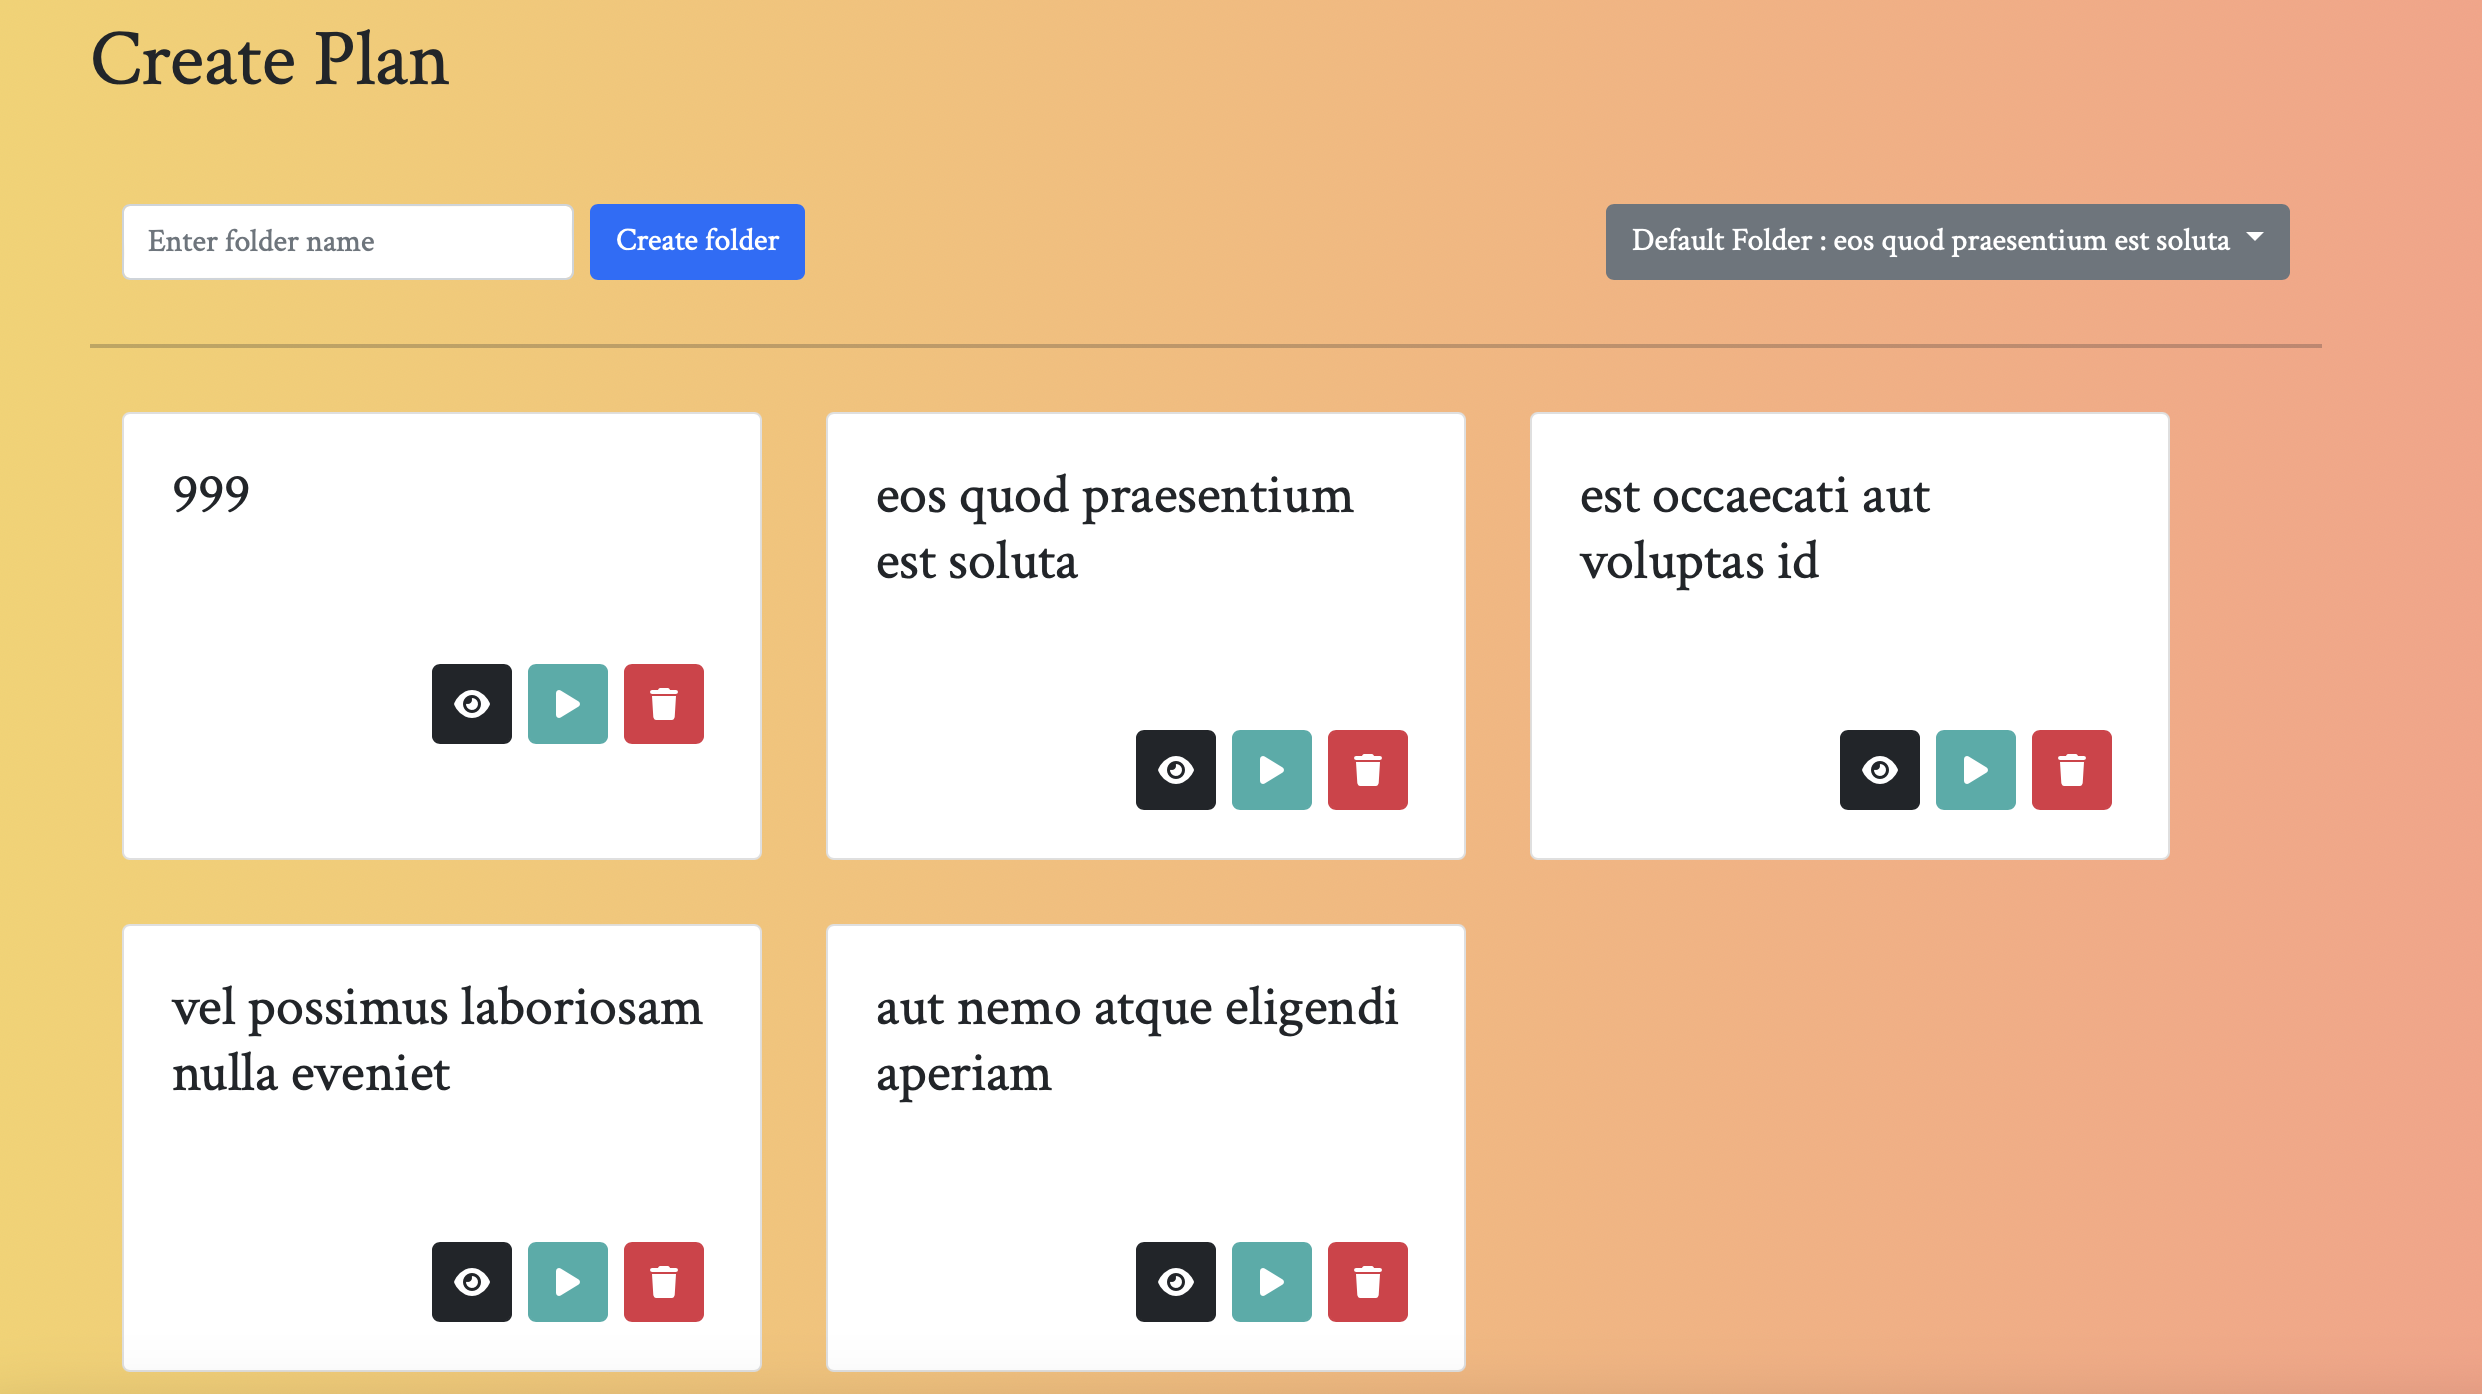 Create Plan
Enter folder name
Create folder
Default Folder : eos quod praesentium est soluta
999
eos quod praesentium
est soluta
est occaecati aut
voluptas id
vel possimus laboriosam
nulla eveniet
aut nemo atque eligendi
aperiam